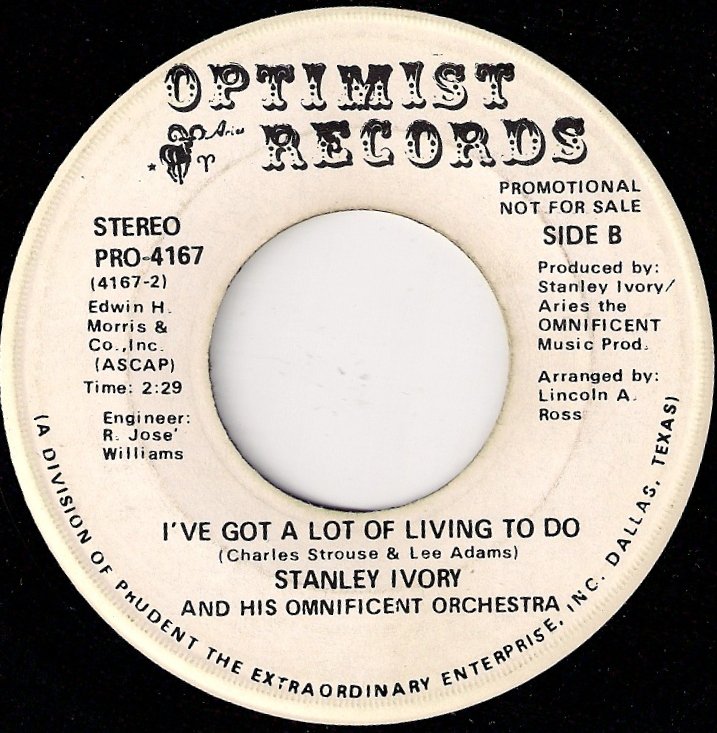 OPTIMIST
Aries
RECORDS
PROMOTIONAL
NOT FOR SALE
STEREO
PRO-4167
(4167-2)
Edwin H.
Morris &
Co.,Inc.
(ASCAP)
Time: 2:29
Engineer:
R. Jose'
Williams
SIDE B
Produced by:
Stanley Ivory/
Aries the
OMNIFICENT
Music Prod.
Arranged by:
Lincoln A.
Ross
I'VE GOT A LOT OF LIVING TO DO
(Charles Strouse & Lee Adams)
STANLEY IVORY
AND HIS OMNIFICENT ORCHESTRA
(A DIVISION OF PRUDENT THE EXTRAORDINARY ENTERPRISE, INC. DALLAS, TEXAS)